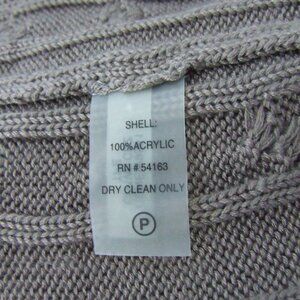 SHELL:
100%ACRYLIC
RN # 54163
DRY CLEAN ONLY
P